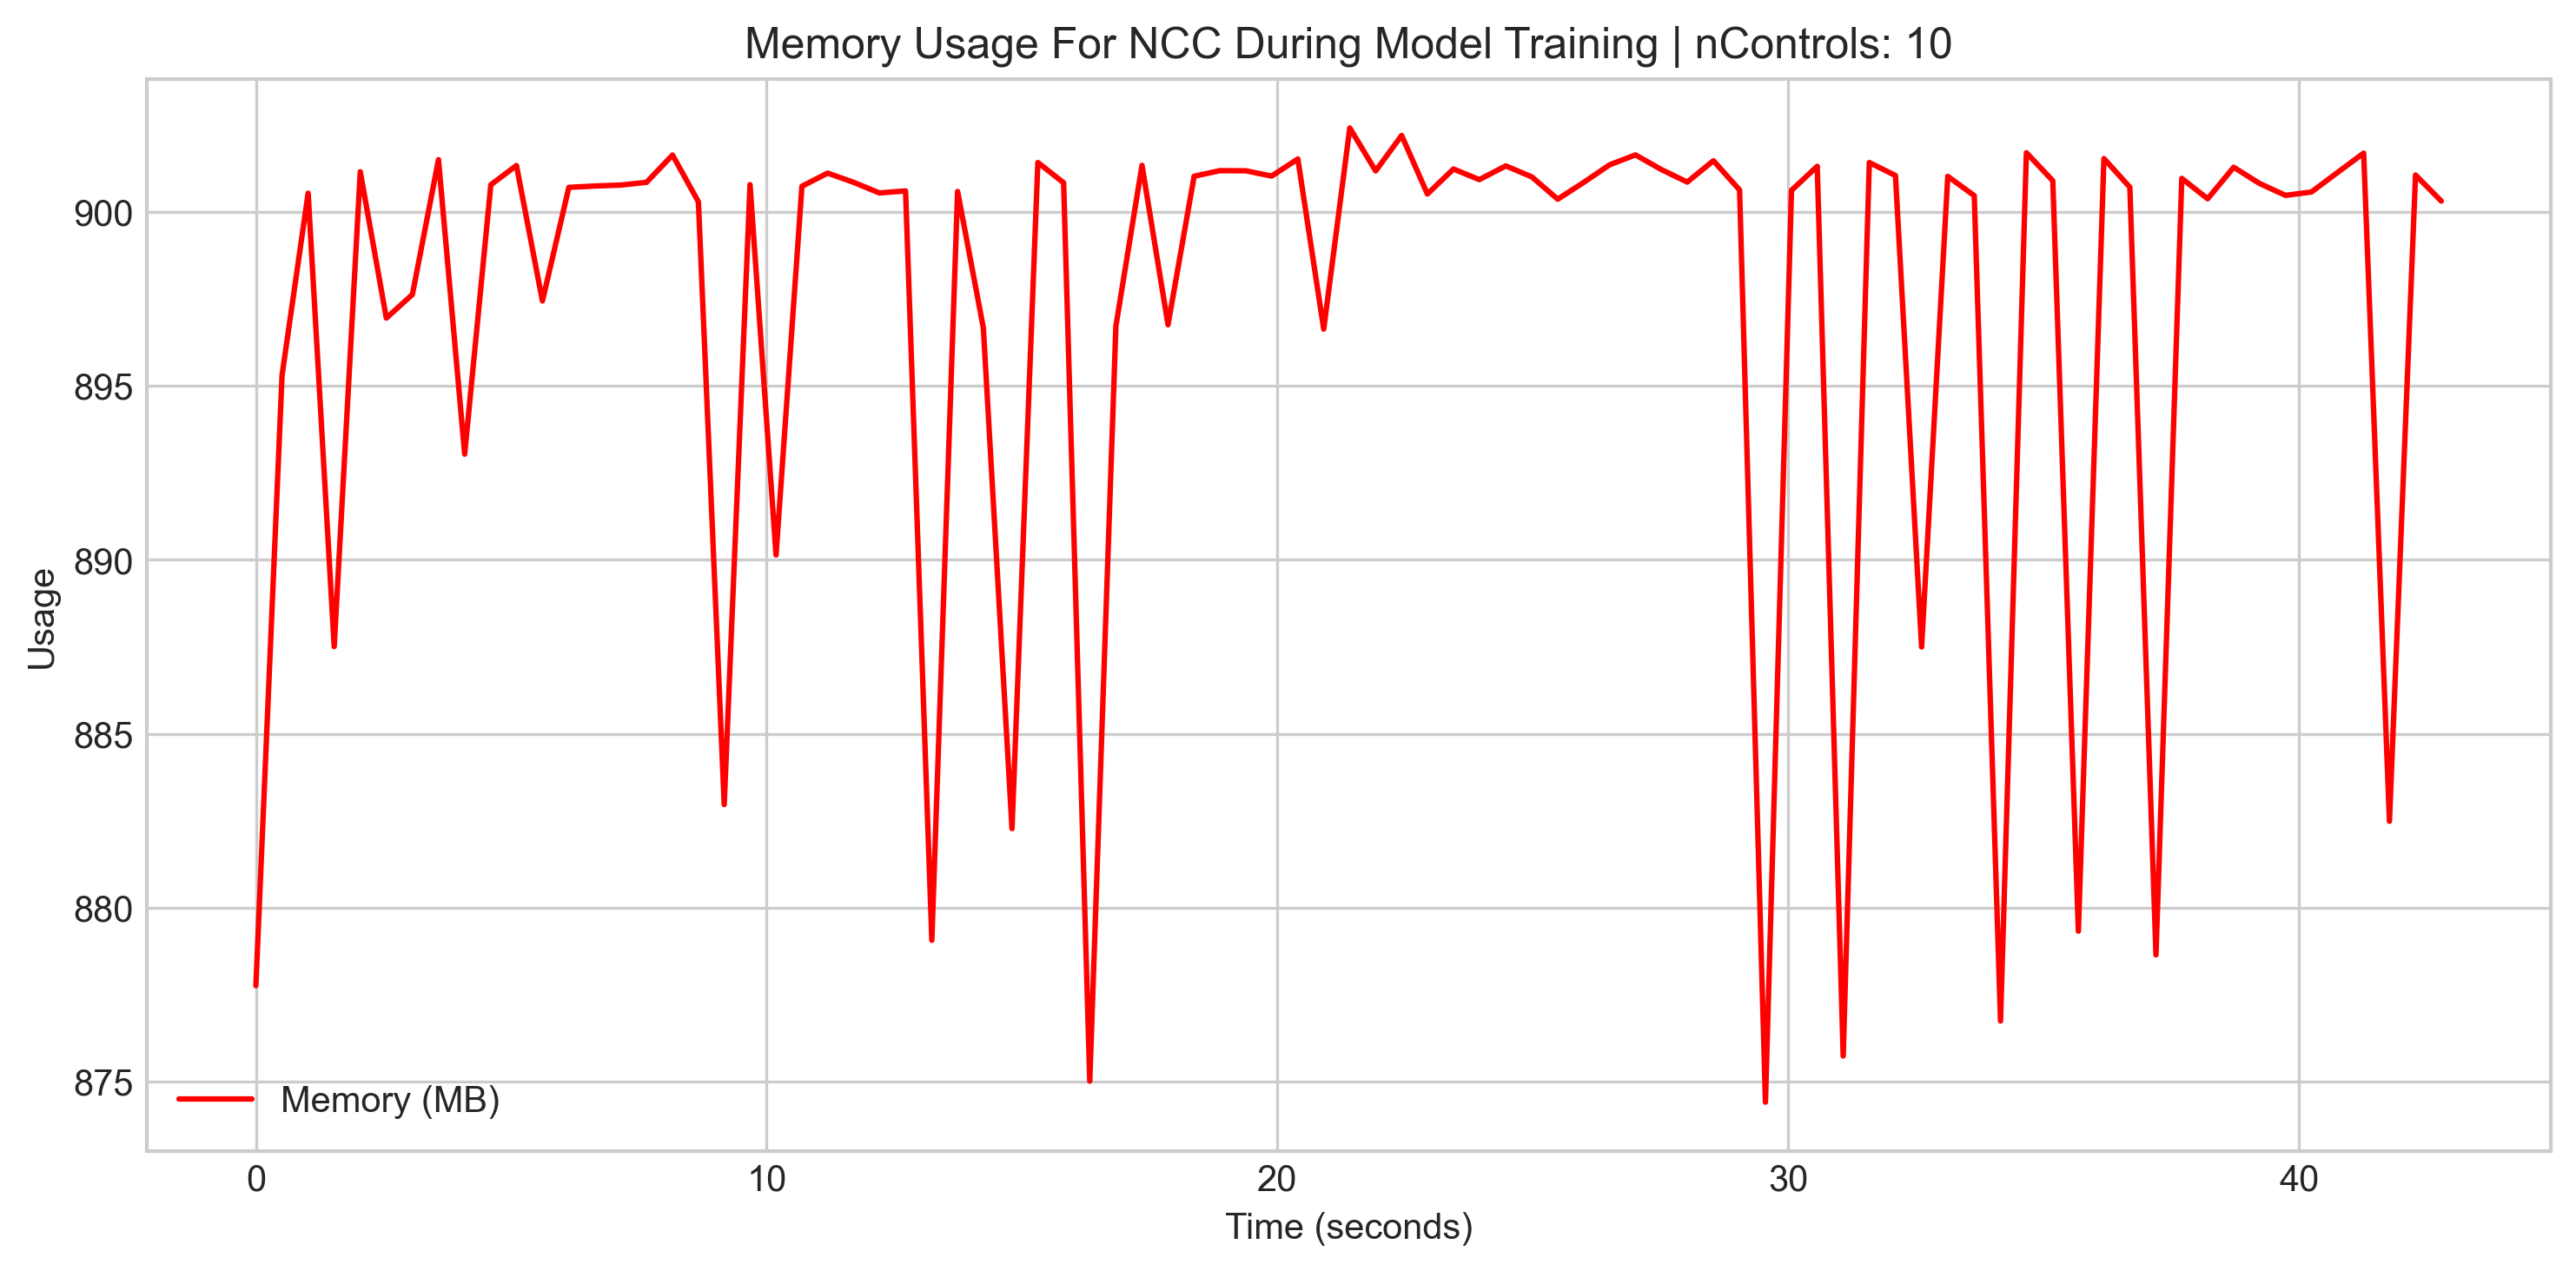 Memory Usage For NCC During Model Training | nControls: 10
Usage
900
895
890
885
880
875
Memory (MB)
0 10 20 30 40
Time (seconds)